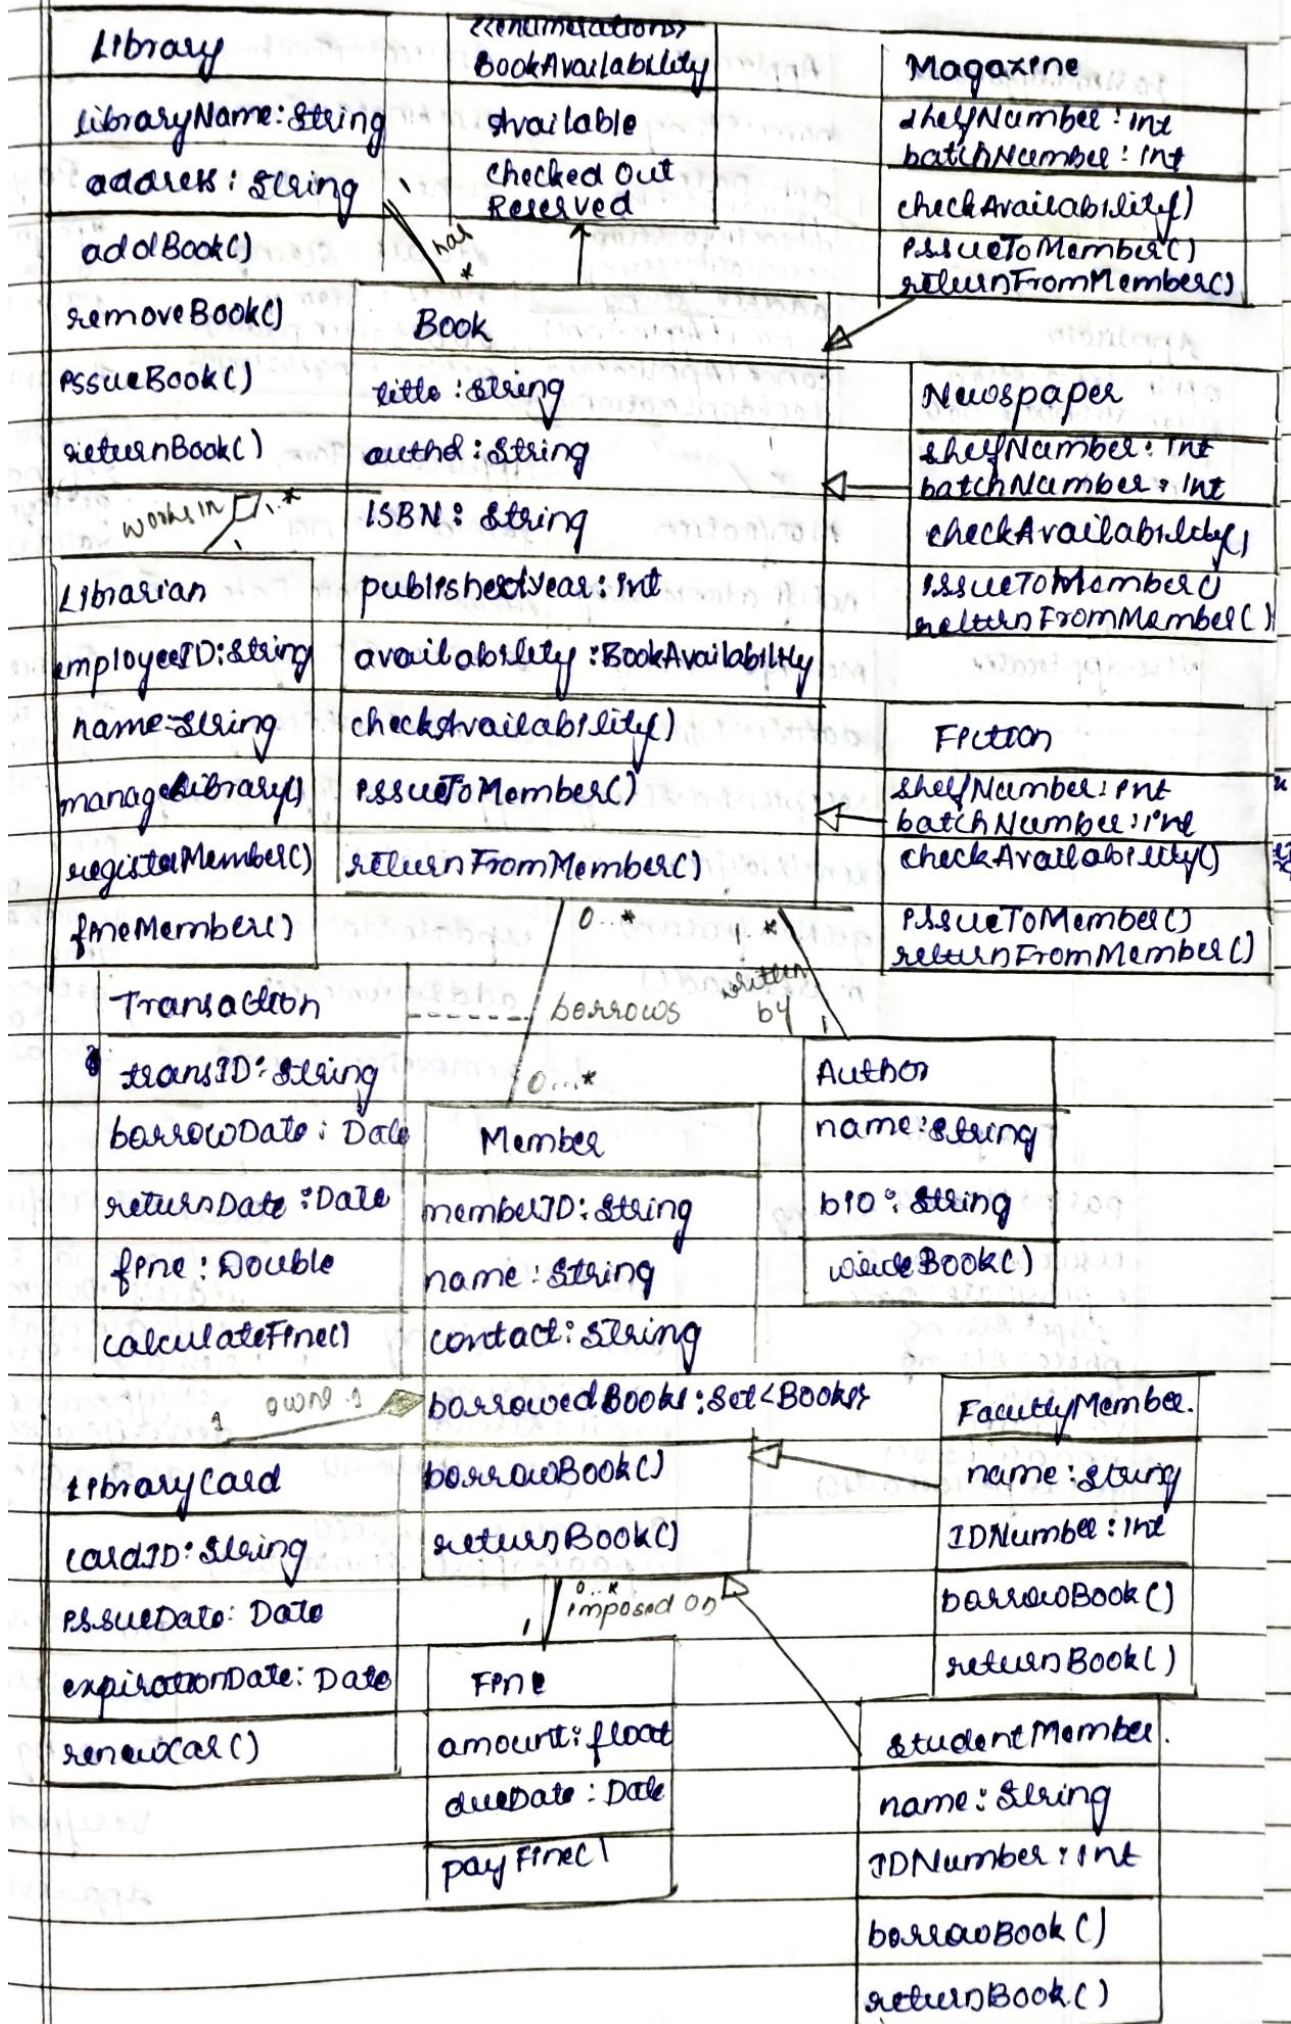 Library
libraryName: String
address: String
addBook()
removeBook()
issueBook()
returnBook()
<<enumerations>>
BookAvailability
Available
Checked Out
Reserved
Magazine
shelfNumber: int
batchNumber: int
checkAvailability()
issueToMember()
returnFromMember()
1
has
*
Book
title: String
author: String
ISBN: String
publishedYear: int
availability: BookAvailability
checkAvailability()
issueToMember()
returnFromMember()
Newspaper
shelfNumber: int
batchNumber: int
checkAvailability()
issueToMember()
returnFromMember()
works in
1..*
1
Librarian
employeeID: String
name: String
manageLibrary()
registerMember()
fineMember()
Fiction
shelfNumber: int
batchNumber: int
checkAvailability()
issueToMember()
returnFromMember()
0...*
borrows
0...*
*
written
by
1
Transaction
transID: String
borrowDate: Date
returnDate: Date
fine: Double
calculateFine()
Member
memberID: String
name: String
contact: String
borrowedBooks: Set<Books>
borrowBook()
returnBook()
Author
name: String
bio: String
writeBook()
1 owns 1
LibraryCard
cardID: String
issueDate: Date
expirationDate: Date
renewCar()
FacultyMember.
name: String
IDNumber: int
borrowBook()
returnBook()
0...*
1 imposed on
Fine
amount: float
dueDate: Date
payFine()
StudentMember.
name: String
IDNumber: int
borrowBook()
returnBook()